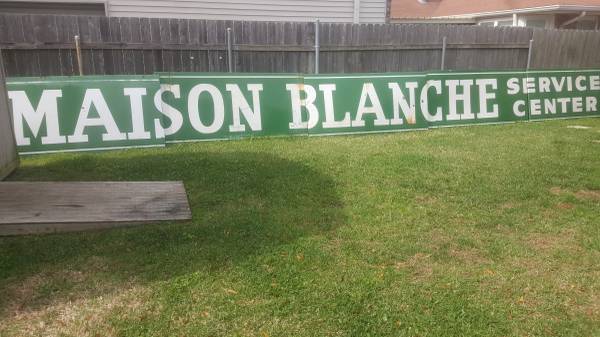 MAISON BLANCHE SERVICE
CENTER